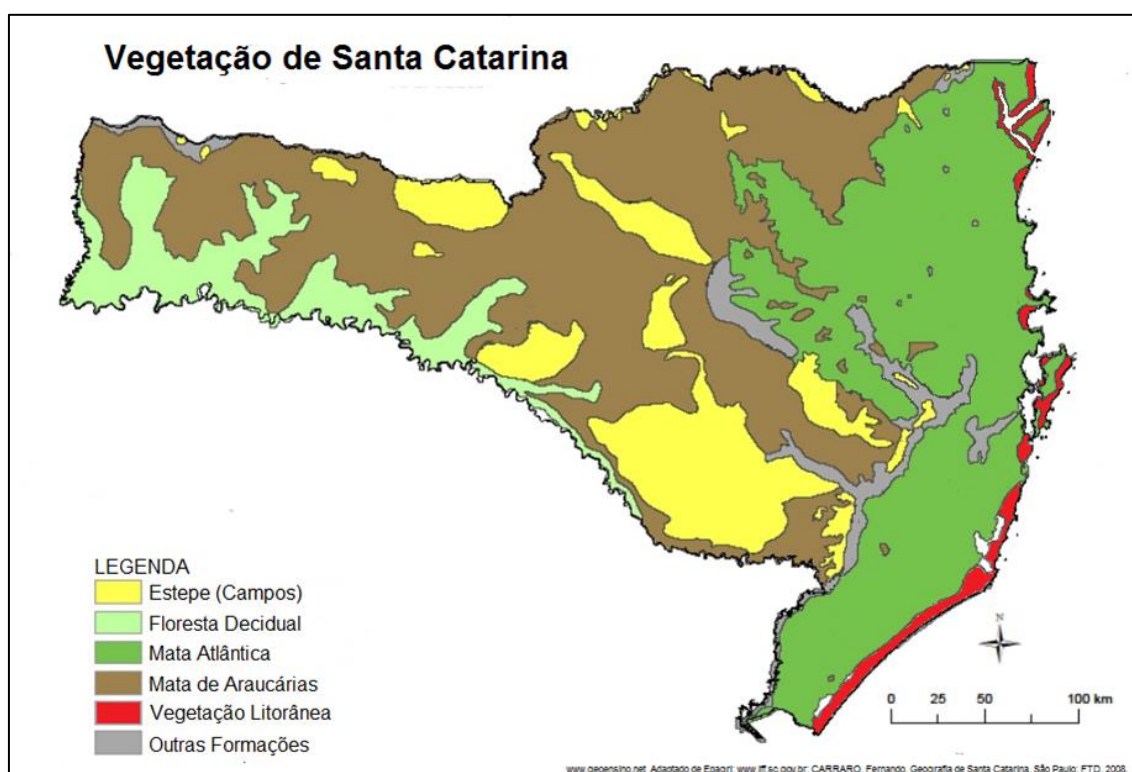 Vegetação de Santa Catarina
LEGENDA
Estepe (Campos)
Floresta Decidual
Mata Atlântica
Mata de Araucárias
Vegetação Litorânea
Outras Formações
N
0 25 50 100 km
www.geoensino.net. Adaptado de Epagri; www.iff.sc.gov.br; CARRARO, Fernando. Geografia de Santa Catarina. São Paulo: FTD, 2008.